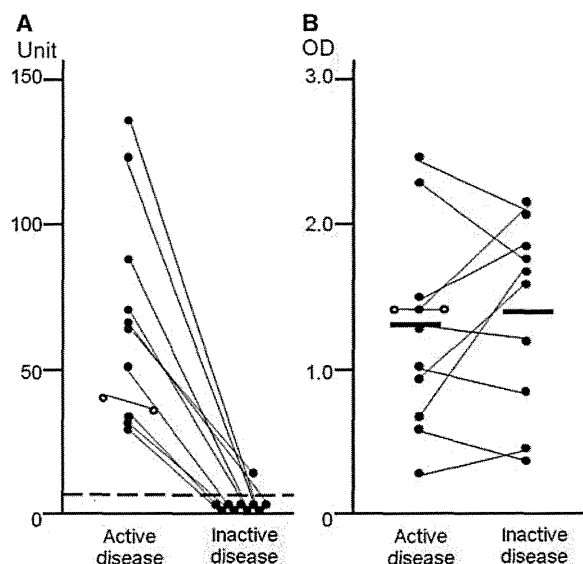 A
Unit
150
100
50
0
Active
disease
Inactive
disease
B
OD
3.0
2.0
1.0
0
Active
disease
Inactive
disease